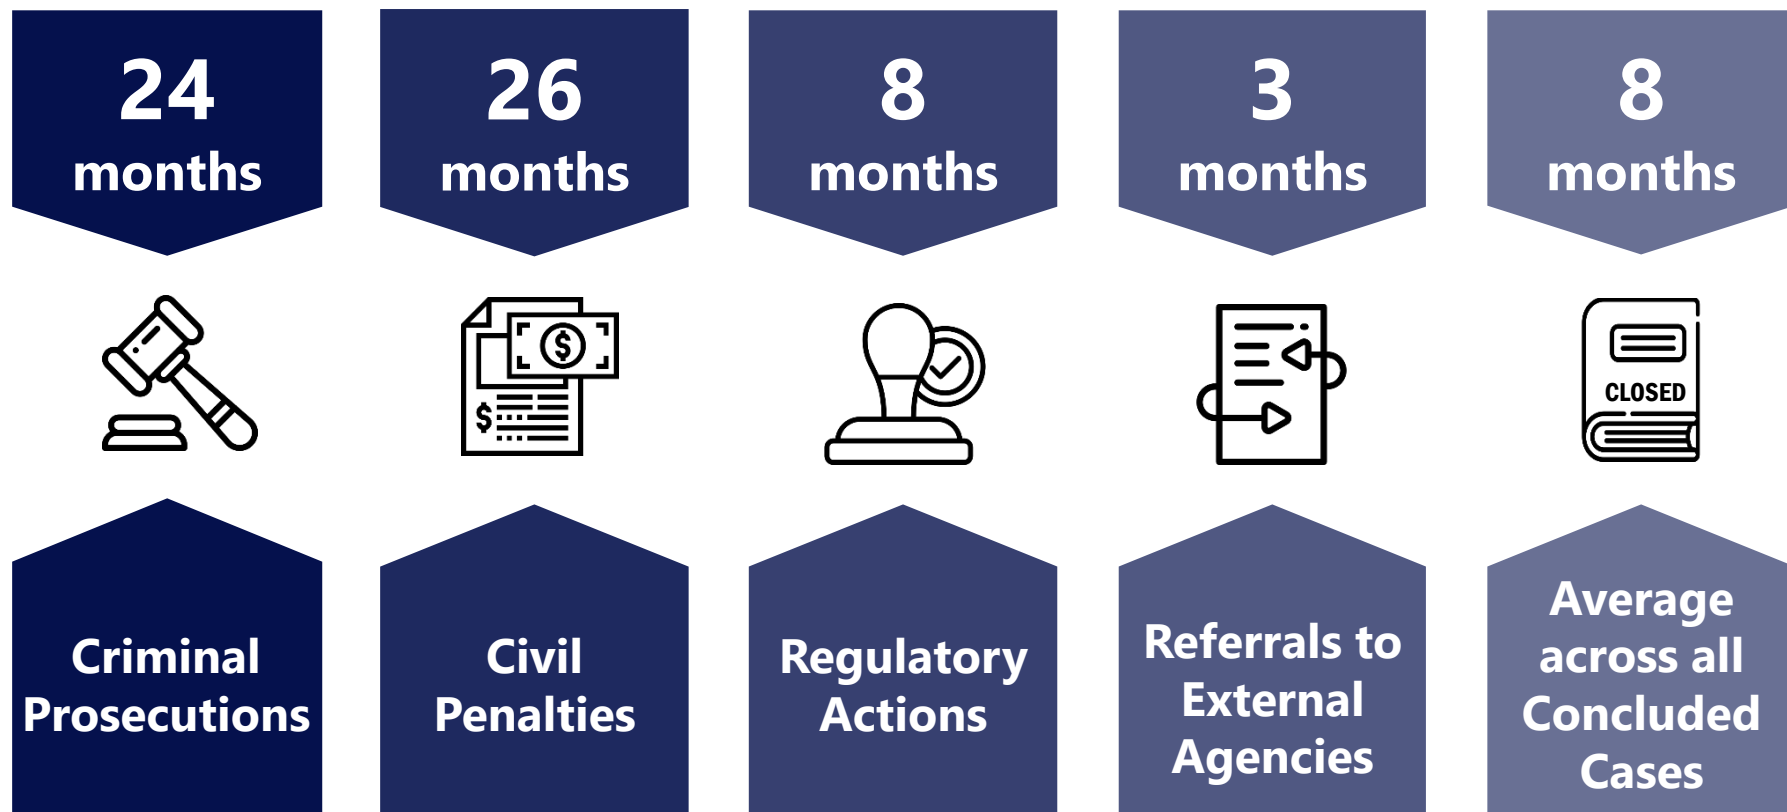 24
months
26
months
8
months
3
months
8
months
$
$
CLOSED
Criminal
Prosecutions
Civil
Penalties
Regulatory
Actions
Referrals to
External
Agencies
Average
across all
Concluded
Cases